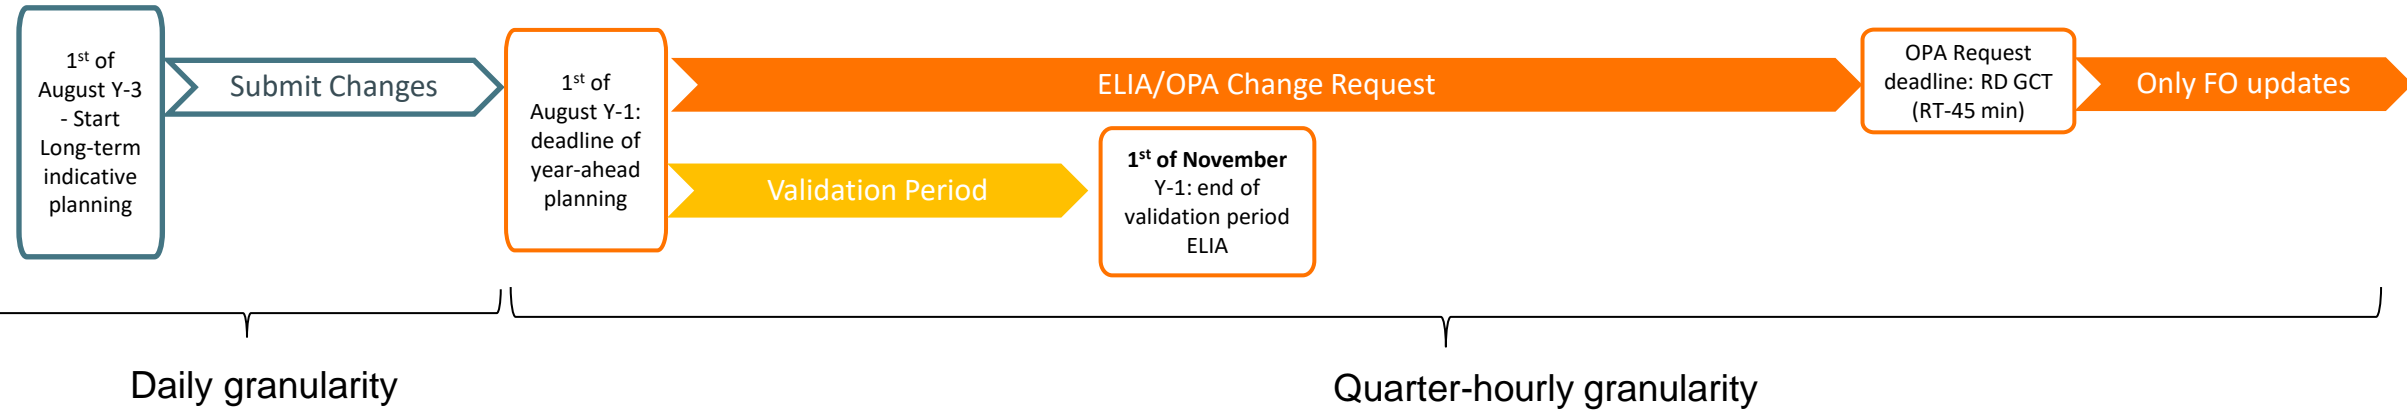 1st of
August Y-3
- Start
Long-term
indicative
planning
Submit Changes
1st of
August Y-1:
deadline of
year-ahead
planning
ELIA/OPA Change Request
Validation Period
1st of November
Y-1: end of
validation period
ELIA
OPA Request
deadline: RD GCT
(RT-45 min)
Only FO updates
Daily granularity
Quarter-hourly granularity